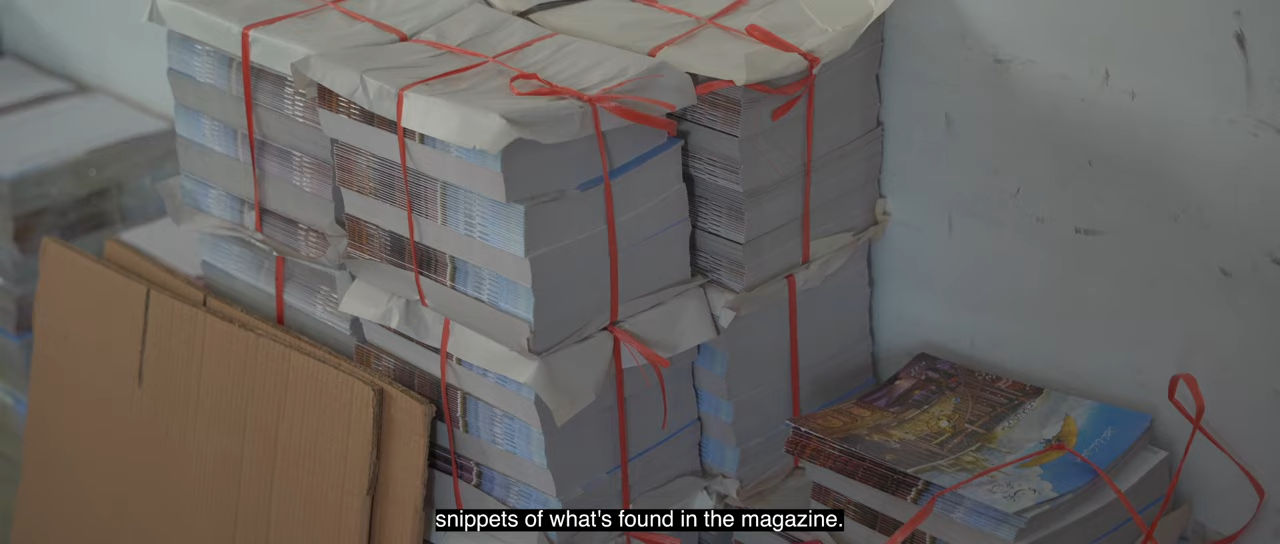 snippets of what's found in the magazine.